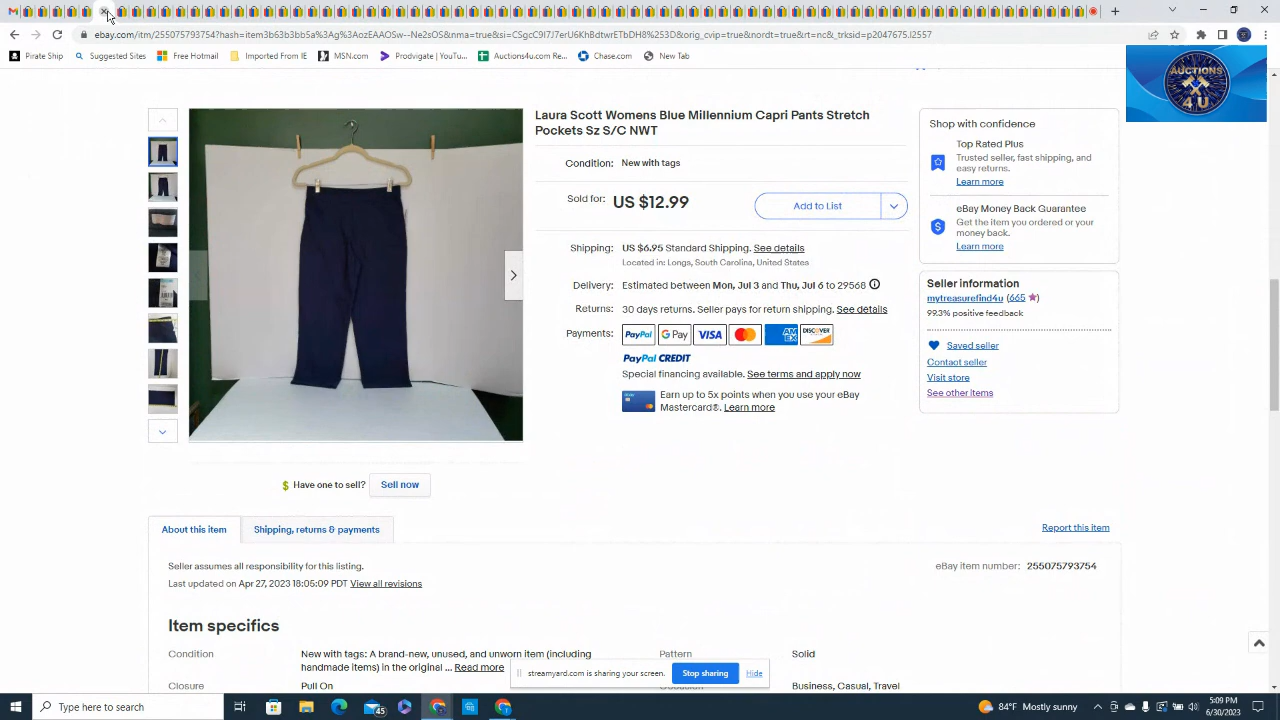 ebay.com/itm/255075793754?hash=item3b63b3bb5a%3Ag%3AozEAAOSw--Ne2sOS&nma=true&si=CSgcC9I7J7erU6KhBdtwrETbDH8%253D&orig_cvip=true&nordt=true&rt=nc&_trksid=p2047675.l2557
Pirate Ship
Suggested Sites
Free Hotmail
Imported From IE
MSN.com
Prodvigate | YouTu...
Auctions4u.com Re...
Chase.com
New Tab
AUCTIONS
4 U
Laura Scott Womens Blue Millennium Capri Pants Stretch
Pockets Sz S/C NWT
Condition: New with tags
Sold for: US $12.99
Add to List
Shipping: US $6.95 Standard Shipping. See details
Located in: Longs, South Carolina, United States
Delivery: Estimated between Mon, Jul 3 and Thu, Jul 6 to 29568
Returns: 30 days returns. Seller pays for return shipping. See details
Payments: PayPal G Pay VISA AM EX DISCOVER
PayPal CREDIT
Special financing available. See terms and apply now
Earn up to 5x points when you use your eBay
Mastercard®. Learn more
Shop with confidence
Top Rated Plus
Trusted seller, fast shipping, and
easy returns.
Learn more
eBay Money Back Guarantee
Get the item you ordered or your
money back.
Learn more
Seller information
mytreasurefind4u (665)
99.3% positive feedback
Saved seller
Contact seller
Visit store
See other items
Have one to sell? Sell now
About this item
Shipping, returns & payments
Report this item
Seller assumes all responsibility for this listing.
Last updated on Apr 27, 2023 18:05:09 PDT View all revisions
eBay item number: 255075793754
Item specifics
Condition New with tags: A brand-new, unused, and unworn item (including
handmade items) in the original ... Read more
Pattern Solid
Closure Pull On
Business, Casual, Travel
streamyard.com is sharing your screen.
Stop sharing
Hide
Type here to search
45
84°F Mostly sunny
5:09 PM
6/30/2023